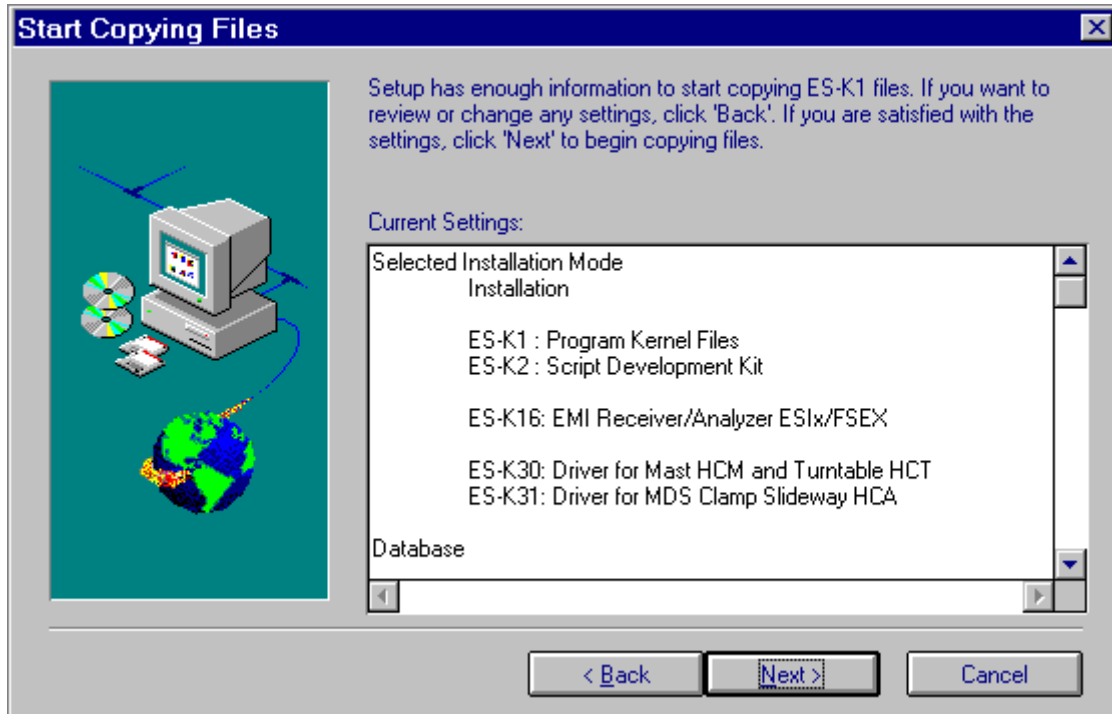 Start Copying Files
Setup has enough information to start copying ES-K1 files. If you want to
review or change any settings, click 'Back'. If you are satisfied with the
settings, click 'Next' to begin copying files.
Current Settings:
Selected Installation Mode
Installation
ES-K1 : Program Kernel Files
ES-K2 : Script Development Kit
ES-K16: EMI Receiver/Analyzer ESIx/FSEX
ES-K30: Driver for Mast HCM and Turntable HCT
ES-K31: Driver for MDS Clamp Slideway HCA
Database
< Back
Next >
Cancel